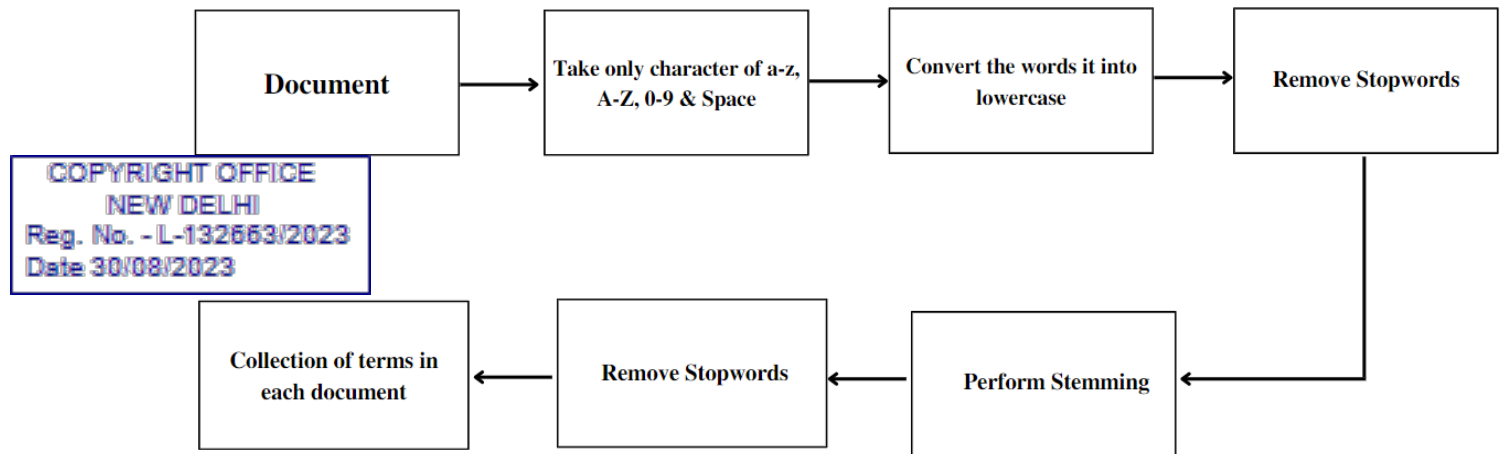 Document
Take only character of a-z,
A-Z, 0-9 & Space
Convert the words it into
lowercase
Remove Stopwords
COPYRIGHT OFFICE
NEW DELHI
Reg. No. - L-132663/2023
Date 30/08/2023
Collection of terms in
each document
Remove Stopwords
Perform Stemming